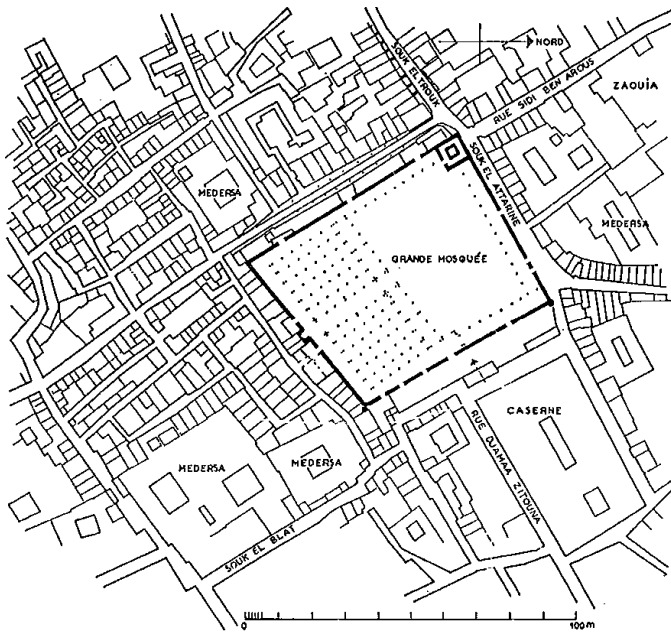 NORD
SOUK EL TROUK
RUE SIDI BEN AROUS
ZAOUÏA
SOUK EL ATTARINE
MEDERSA
MEDERSA
GRANDE MOSQUÉE
CASERNE
RUE DJAMAA ZITOUNA
MEDERSA
MEDERSA
SOUK EL BLAT
0
100m